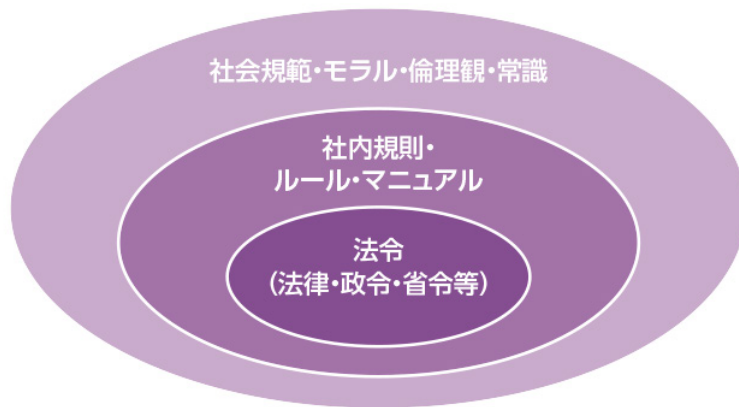 社会規範・モラル・倫理観・常識
社内規則・
ルール・マニュアル
法令
(法律・政令・省令等)